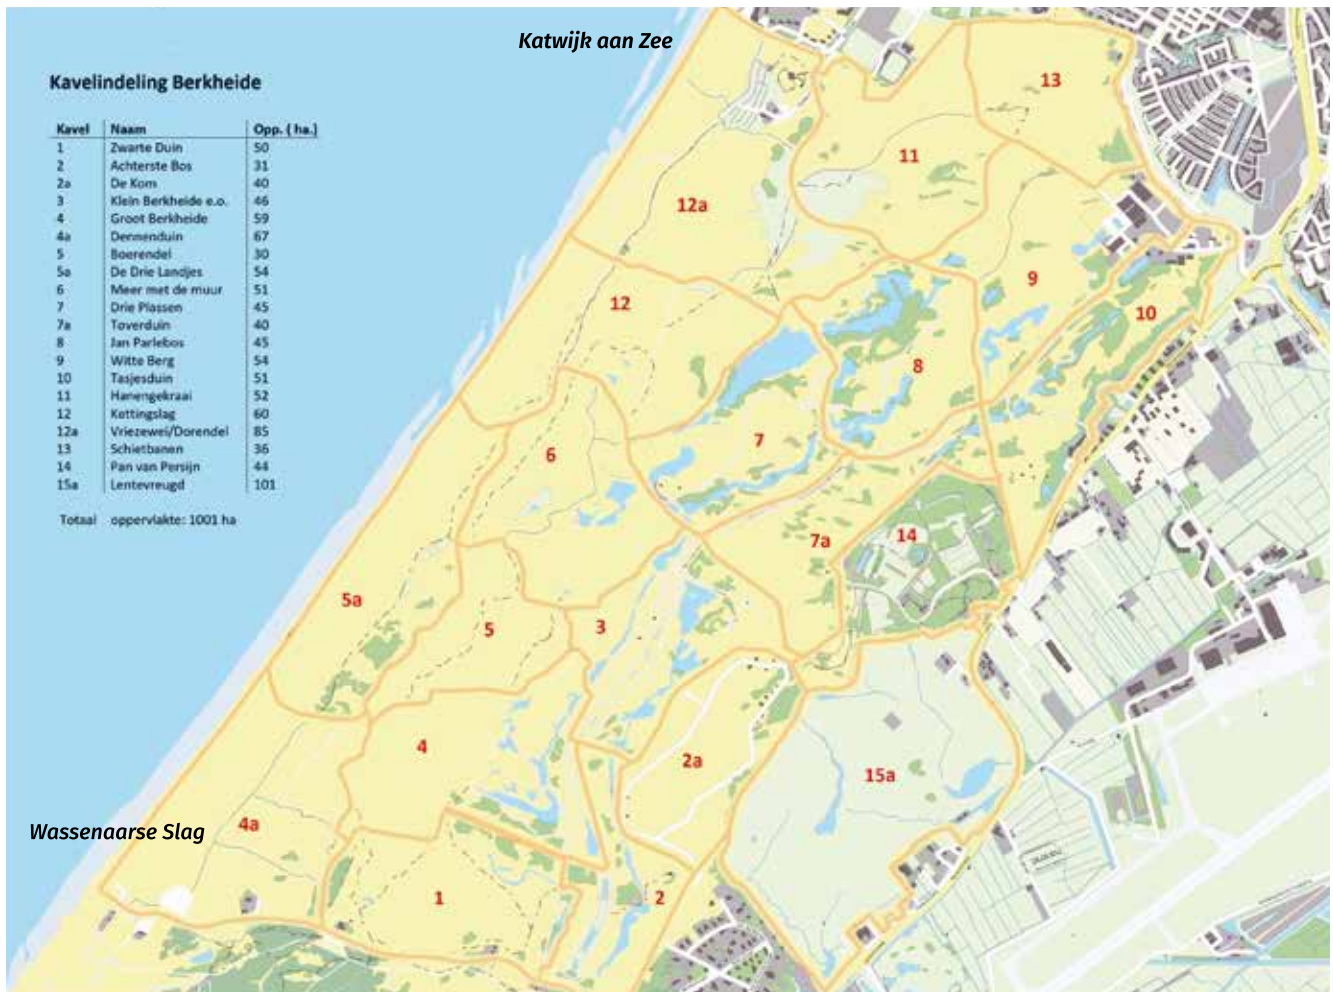 Katwijk aan Zee
Kavelindeling Berkheide
Kavel Naam Opp. ( ha.)
1 Zwarte Duin 50
2 Achterste Bos 31
2a De Kom 40
3 Klein Berkheide e.o. 46
4 Groot Berkheide 59
4a Dennenduin 67
5 Boerendel 30
5a De Drie Landjes 54
6 Meer met de muur 51
7 Drie Plassen 45
7a Toverduin 40
8 Jan Parlebos 45
9 Witte Berg 54
10 Tasjesduin 51
11 Hanengekraai 52
12 Kottingslag 60
12a Vriezewei/Dorendel 85
13 Schietbanen 36
14 Pan van Persijn 44
15a Lentevreugd 101
Totaal oppervlakte: 1001 ha
13
11
12a
9
12
10
8
7
6
14
7a
5a
5
3
4
2a
15a
Wassenaarse Slag
4a
1
2